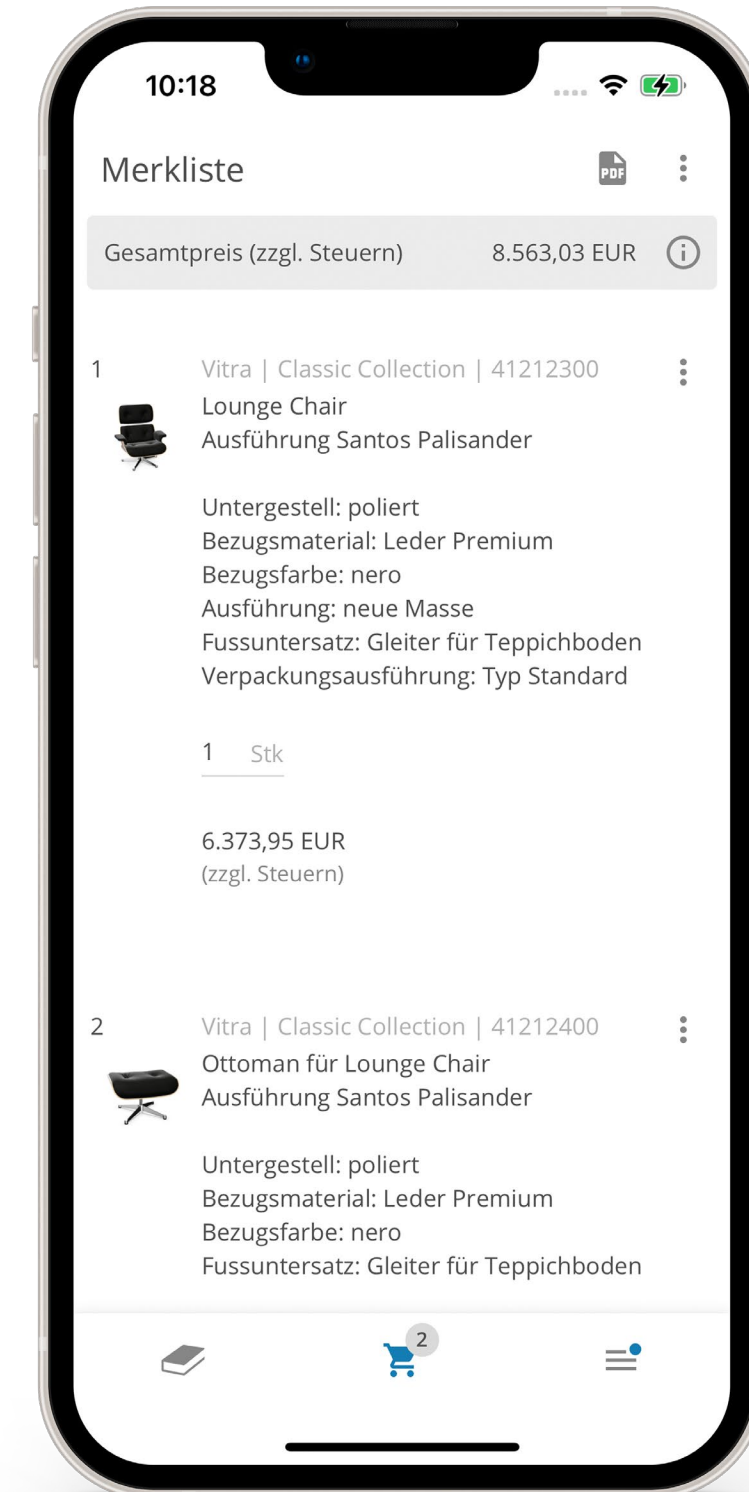 10:18
Merkliste
PDF
Gesamtpreis (zzgl. Steuern) 8.563,03 EUR
1
Vitra | Classic Collection | 41212300
Lounge Chair
Ausführung Santos Palisander
Untergestell: poliert
Bezugsmaterial: Leder Premium
Bezugsfarbe: nero
Ausführung: neue Masse
Fussuntersatz: Gleiter für Teppichboden
Verpackungsausführung: Typ Standard
1 Stk
6.373,95 EUR
(zzgl. Steuern)
2
Vitra | Classic Collection | 41212400
Ottoman für Lounge Chair
Ausführung Santos Palisander
Untergestell: poliert
Bezugsmaterial: Leder Premium
Bezugsfarbe: nero
Fussuntersatz: Gleiter für Teppichboden
2